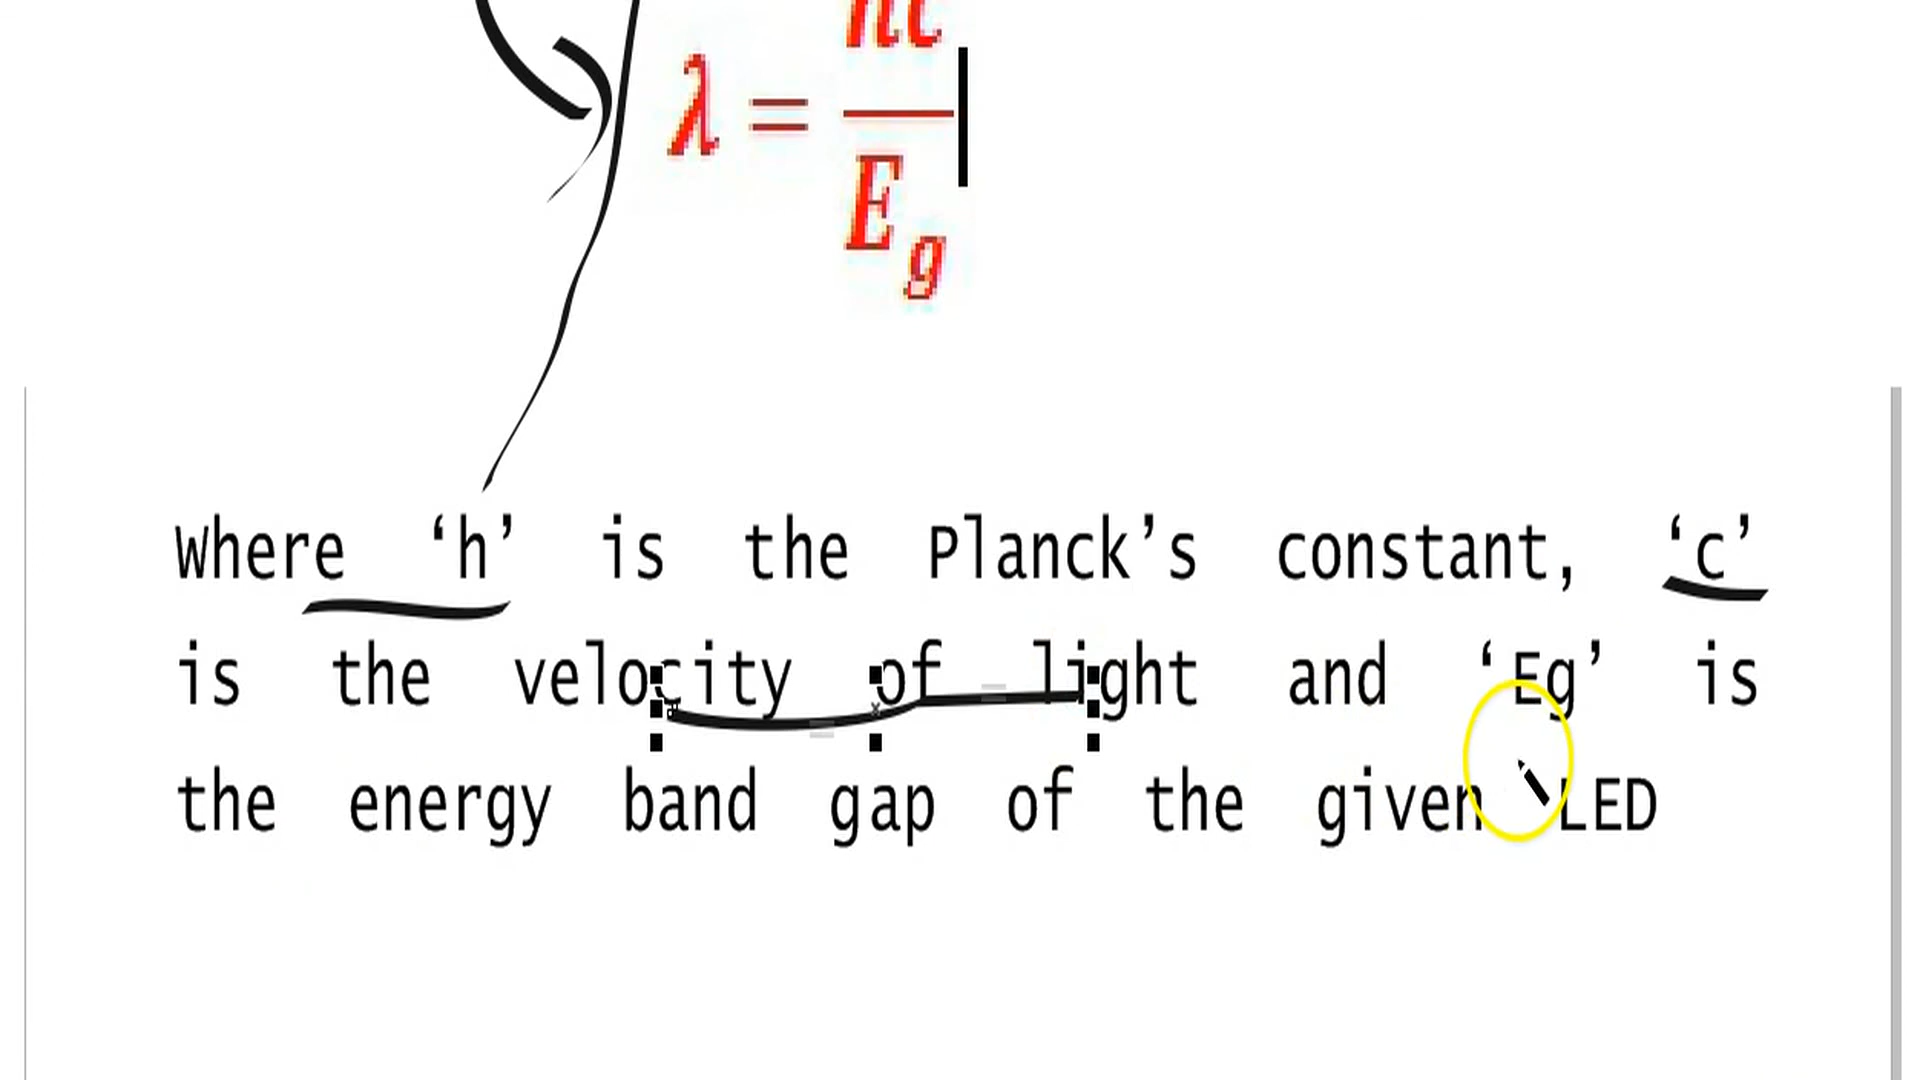 λ = hc / E g
Where ‘h’ is the Planck’s constant, ‘c’
is the velocity of light and ‘Eg’ is
the energy band gap of the given LED